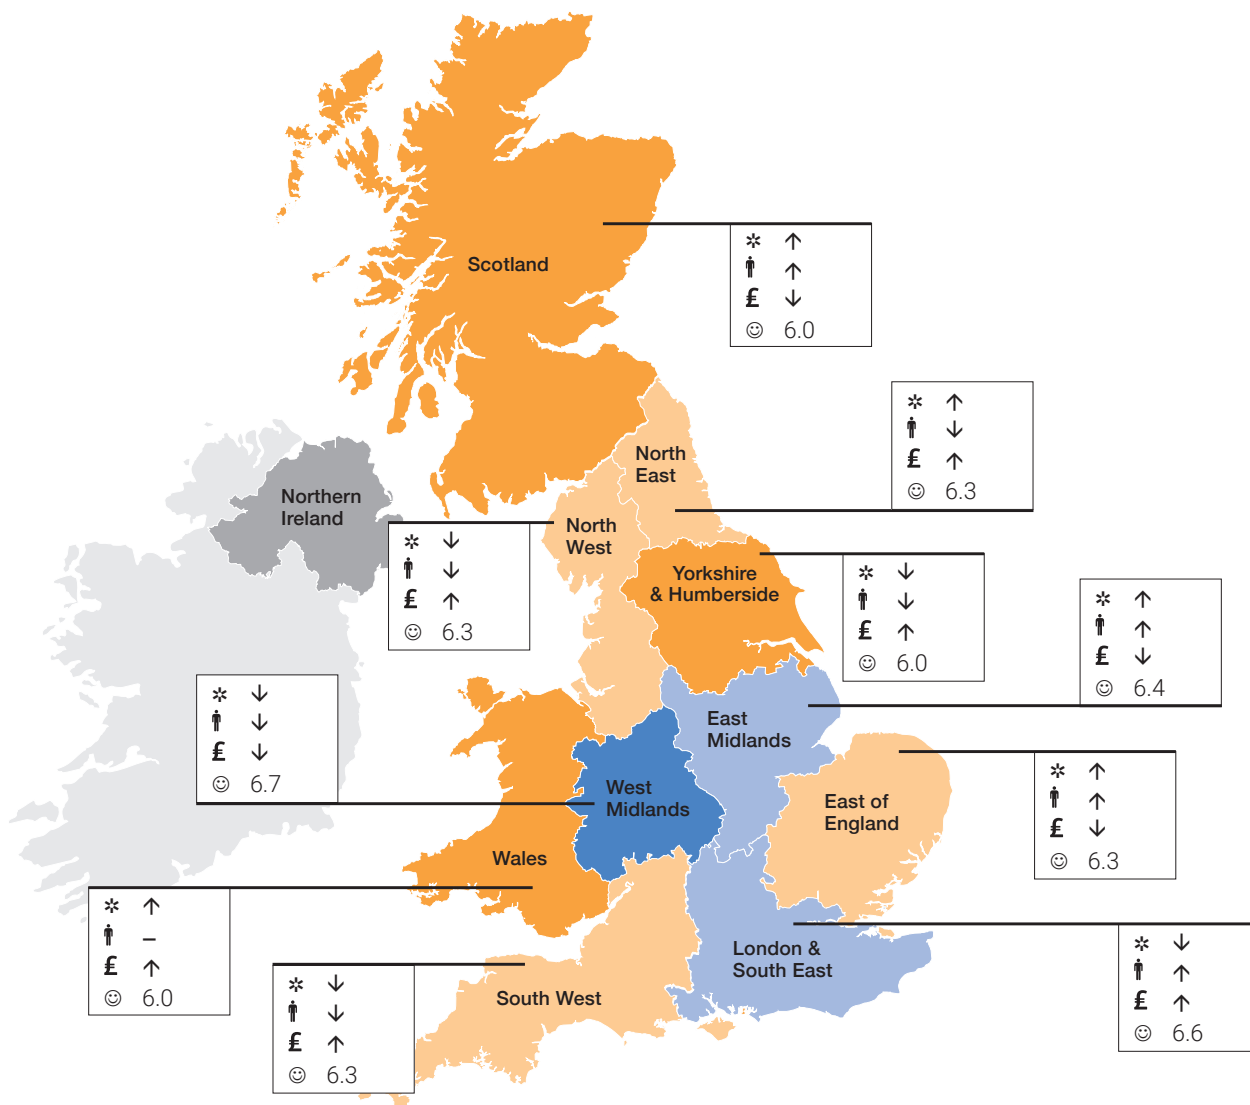 Scotland
✲ ↑
↑
£ ↓
☺ 6.0
✲ ↑
↓
£ ↑
☺ 6.3
North
East
Northern
Ireland
North
West
✲ ↓
↓
£ ↑
☺ 6.3
Yorkshire
& Humberside
✲ ↓
↓
£ ↑
☺ 6.0
✲ ↑
↑
£ ↓
☺ 6.4
✲ ↓
↓
£ ↓
☺ 6.7
East
Midlands
West
Midlands
East of
England
✲ ↑
↑
£ ↓
☺ 6.3
Wales
✲ ↑
–
£ ↑
☺ 6.0
London &
South East
✲ ↓
↑
£ ↑
☺ 6.6
South West
✲ ↓
↓
£ ↑
☺ 6.3